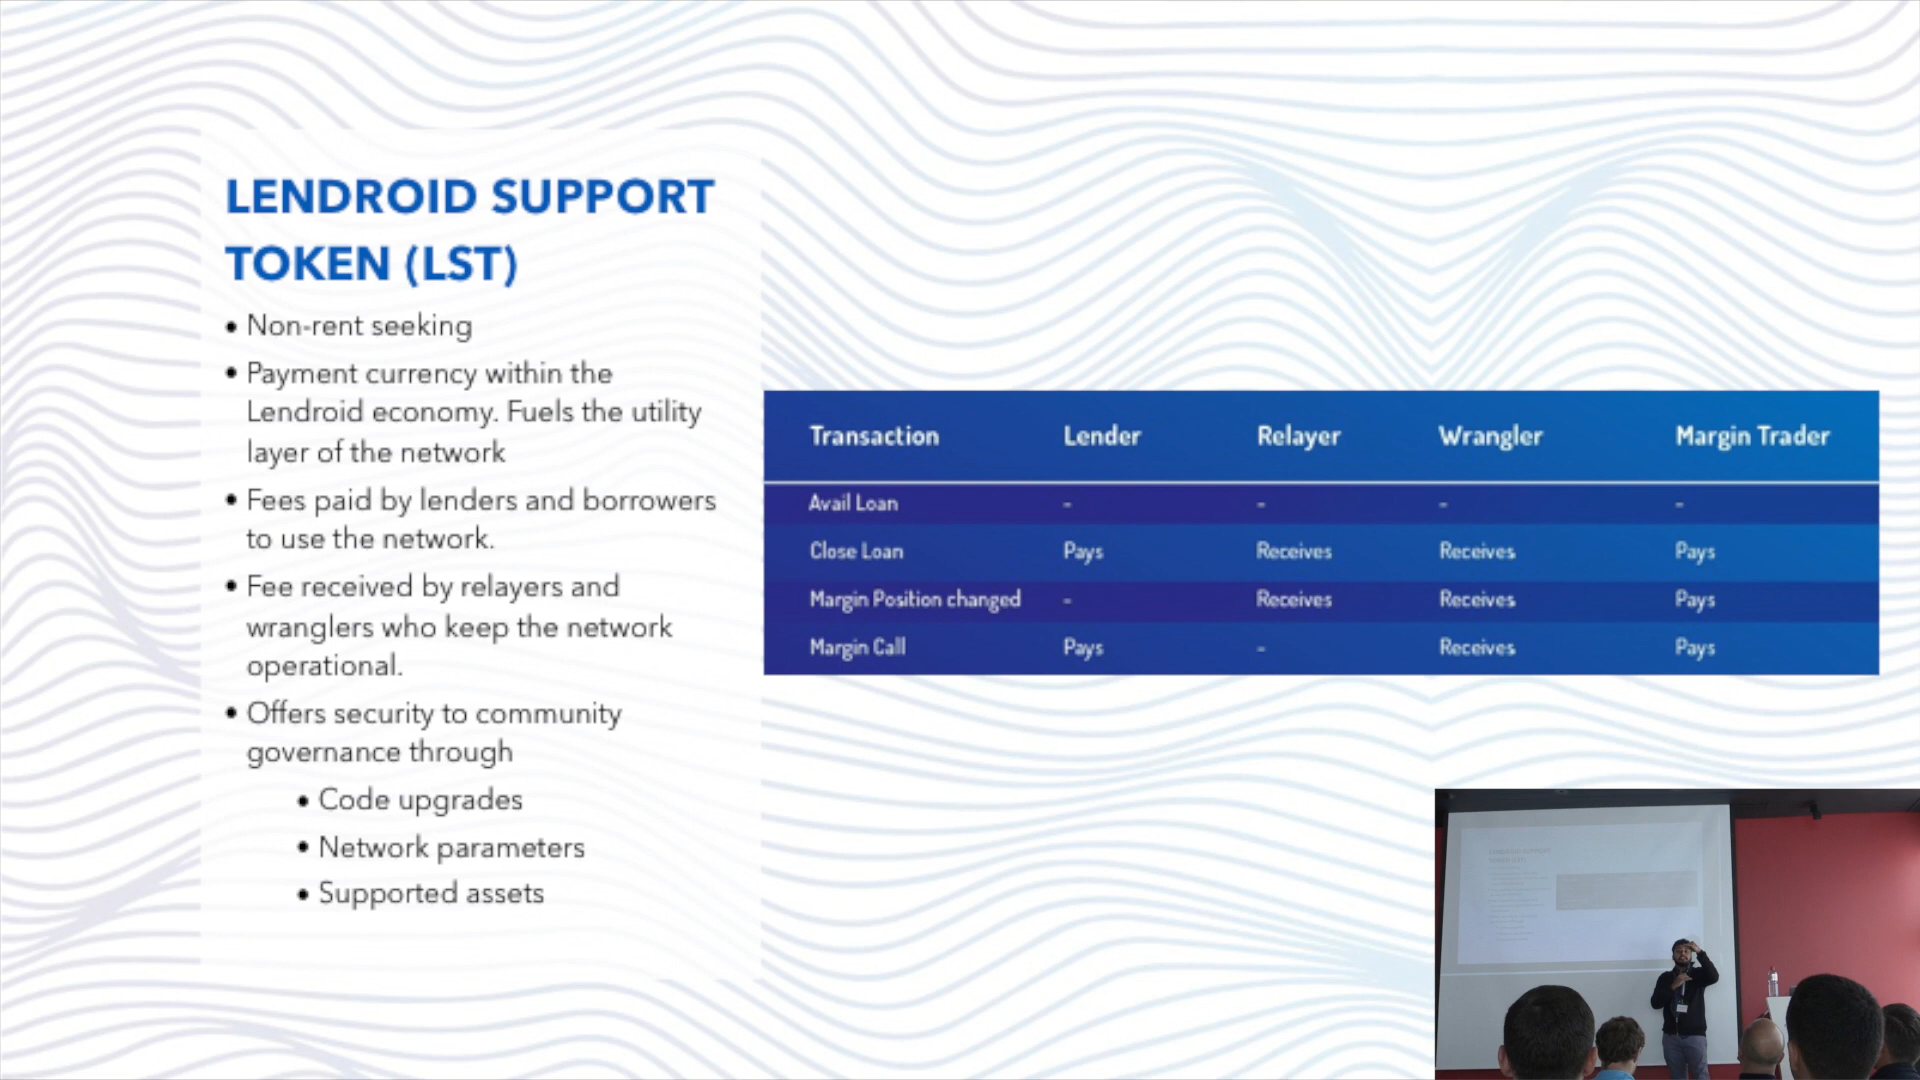 LENDROID SUPPORT
TOKEN (LST)
• Non-rent seeking
• Payment currency within the
Lendroid economy. Fuels the utility
layer of the network
• Fees paid by lenders and borrowers
to use the network.
• Fee received by relayers and
wranglers who keep the network
operational.
• Offers security to community
governance through
• Code upgrades
• Network parameters
• Supported assets
Transaction Lender Relayer Wrangler Margin Trader
Avail Loan - - - -
Close Loan Pays Receives Receives Pays
Margin Position changed - Receives Receives Pays
Margin Call Pays - Receives Pays